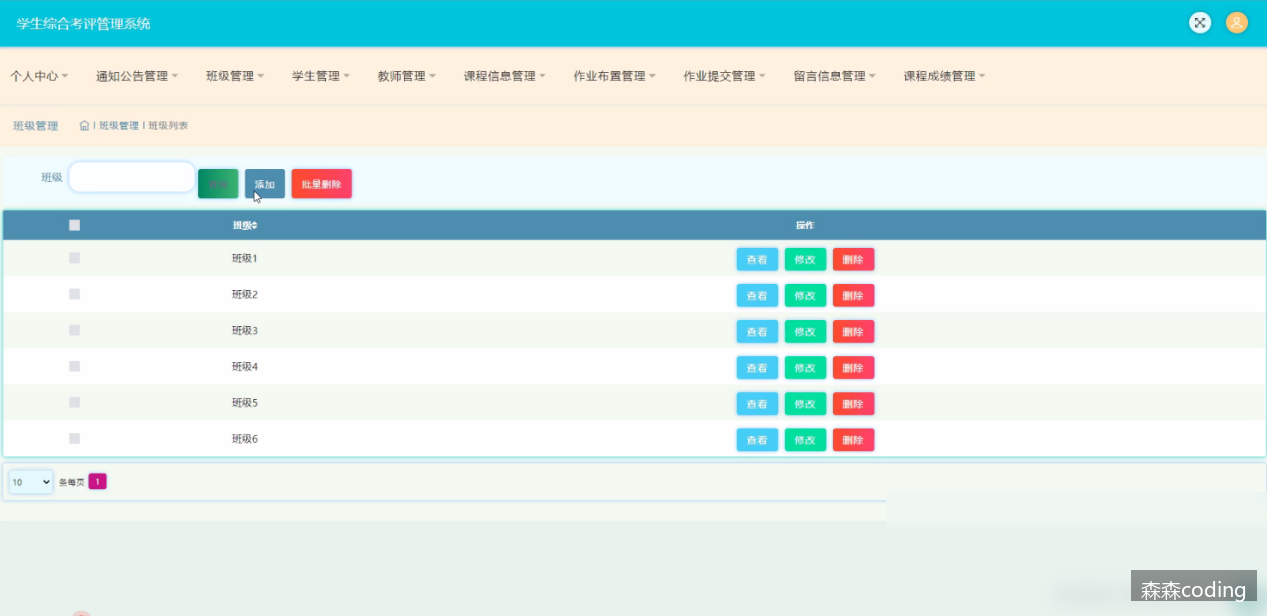 学生综合考评管理系统
个人中心 通知公告管理 班级管理 学生管理 教师管理 课程信息管理 作业布置管理 作业提交管理 留言信息管理 课程成绩管理
班级管理 班级管理 班级列表
班级 添加 批量删除
班级 操作
班级1 查看 修改 删除
班级2 查看 修改 删除
班级3 查看 修改 删除
班级4 查看 修改 删除
班级5 查看 修改 删除
班级6 查看 修改 删除
10 条每页 1
森森coding